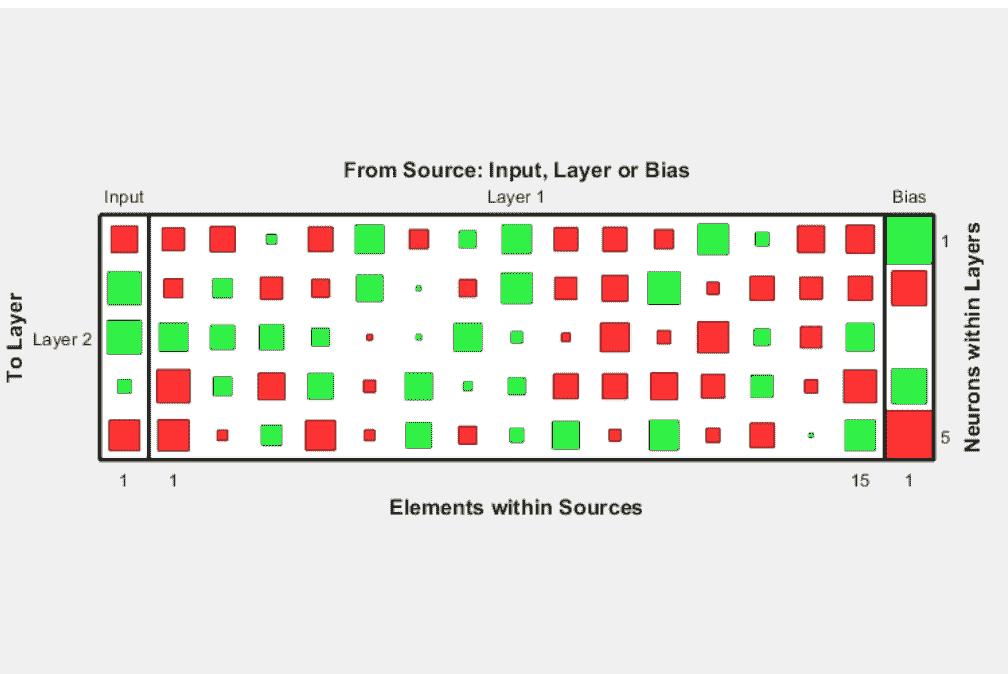 From Source: Input, Layer or Bias
Input Layer 1 Bias
1
To Layer
Layer 2
Neurons within Layers
5
1 1 15 1
Elements within Sources